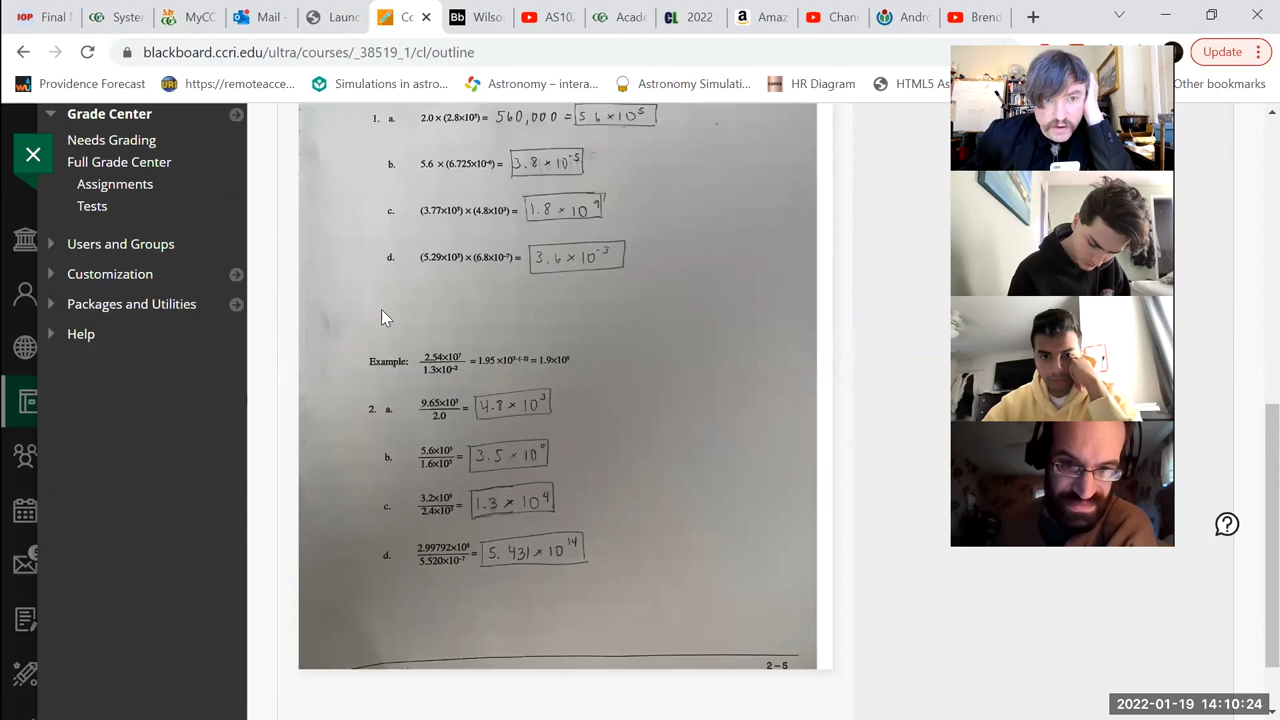 Final
Syster
MyCC
Mail -
Launc
Cc
Wilso
AS10
Acade
2022
Amaz
Chan
Andro
Brend
blackboard.ccri.edu/ultra/courses/_38519_1/cl/outline
Update
Providence Forecast
https://remoteacce...
Simulations in astro...
Astronomy – intera...
Astronomy Simulation
HR Diagram
HTML5 A
Other bookmarks
Grade Center
Needs Grading
Full Grade Center
Assignments
Tests
Users and Groups
Customization
Packages and Utilities
Help
1. a. 2.0 × (2.8×10⁵) = 560,000 = 5.6 × 10⁵
b. 5.6 × (6.725×10⁻⁶) = 3.8 × 10⁻⁵
c. (3.77×10⁵) × (4.8×10³) = 1.8 × 10⁹
d. (5.29×10³) × (6.8×10⁻⁷) = 3.6 × 10⁻³
Example: 2.54×10⁷ / 1.3×10⁻² = 1.95 ×10⁷⁻⁽⁻²⁾ = 1.9×10⁹
2. a. 9.65×10³ / 2.0 = 4.8 × 10³
b. 5.6×10⁵ / 1.6×10⁵ = 3.5 × 10⁰
c. 3.2×10⁹ / 2.4×10⁵ = 1.3 × 10⁴
d. 2.99792×10⁸ / 5.520×10⁻⁷ = 5.431 × 10¹⁴
2–5
2022-01-19 14:10:24